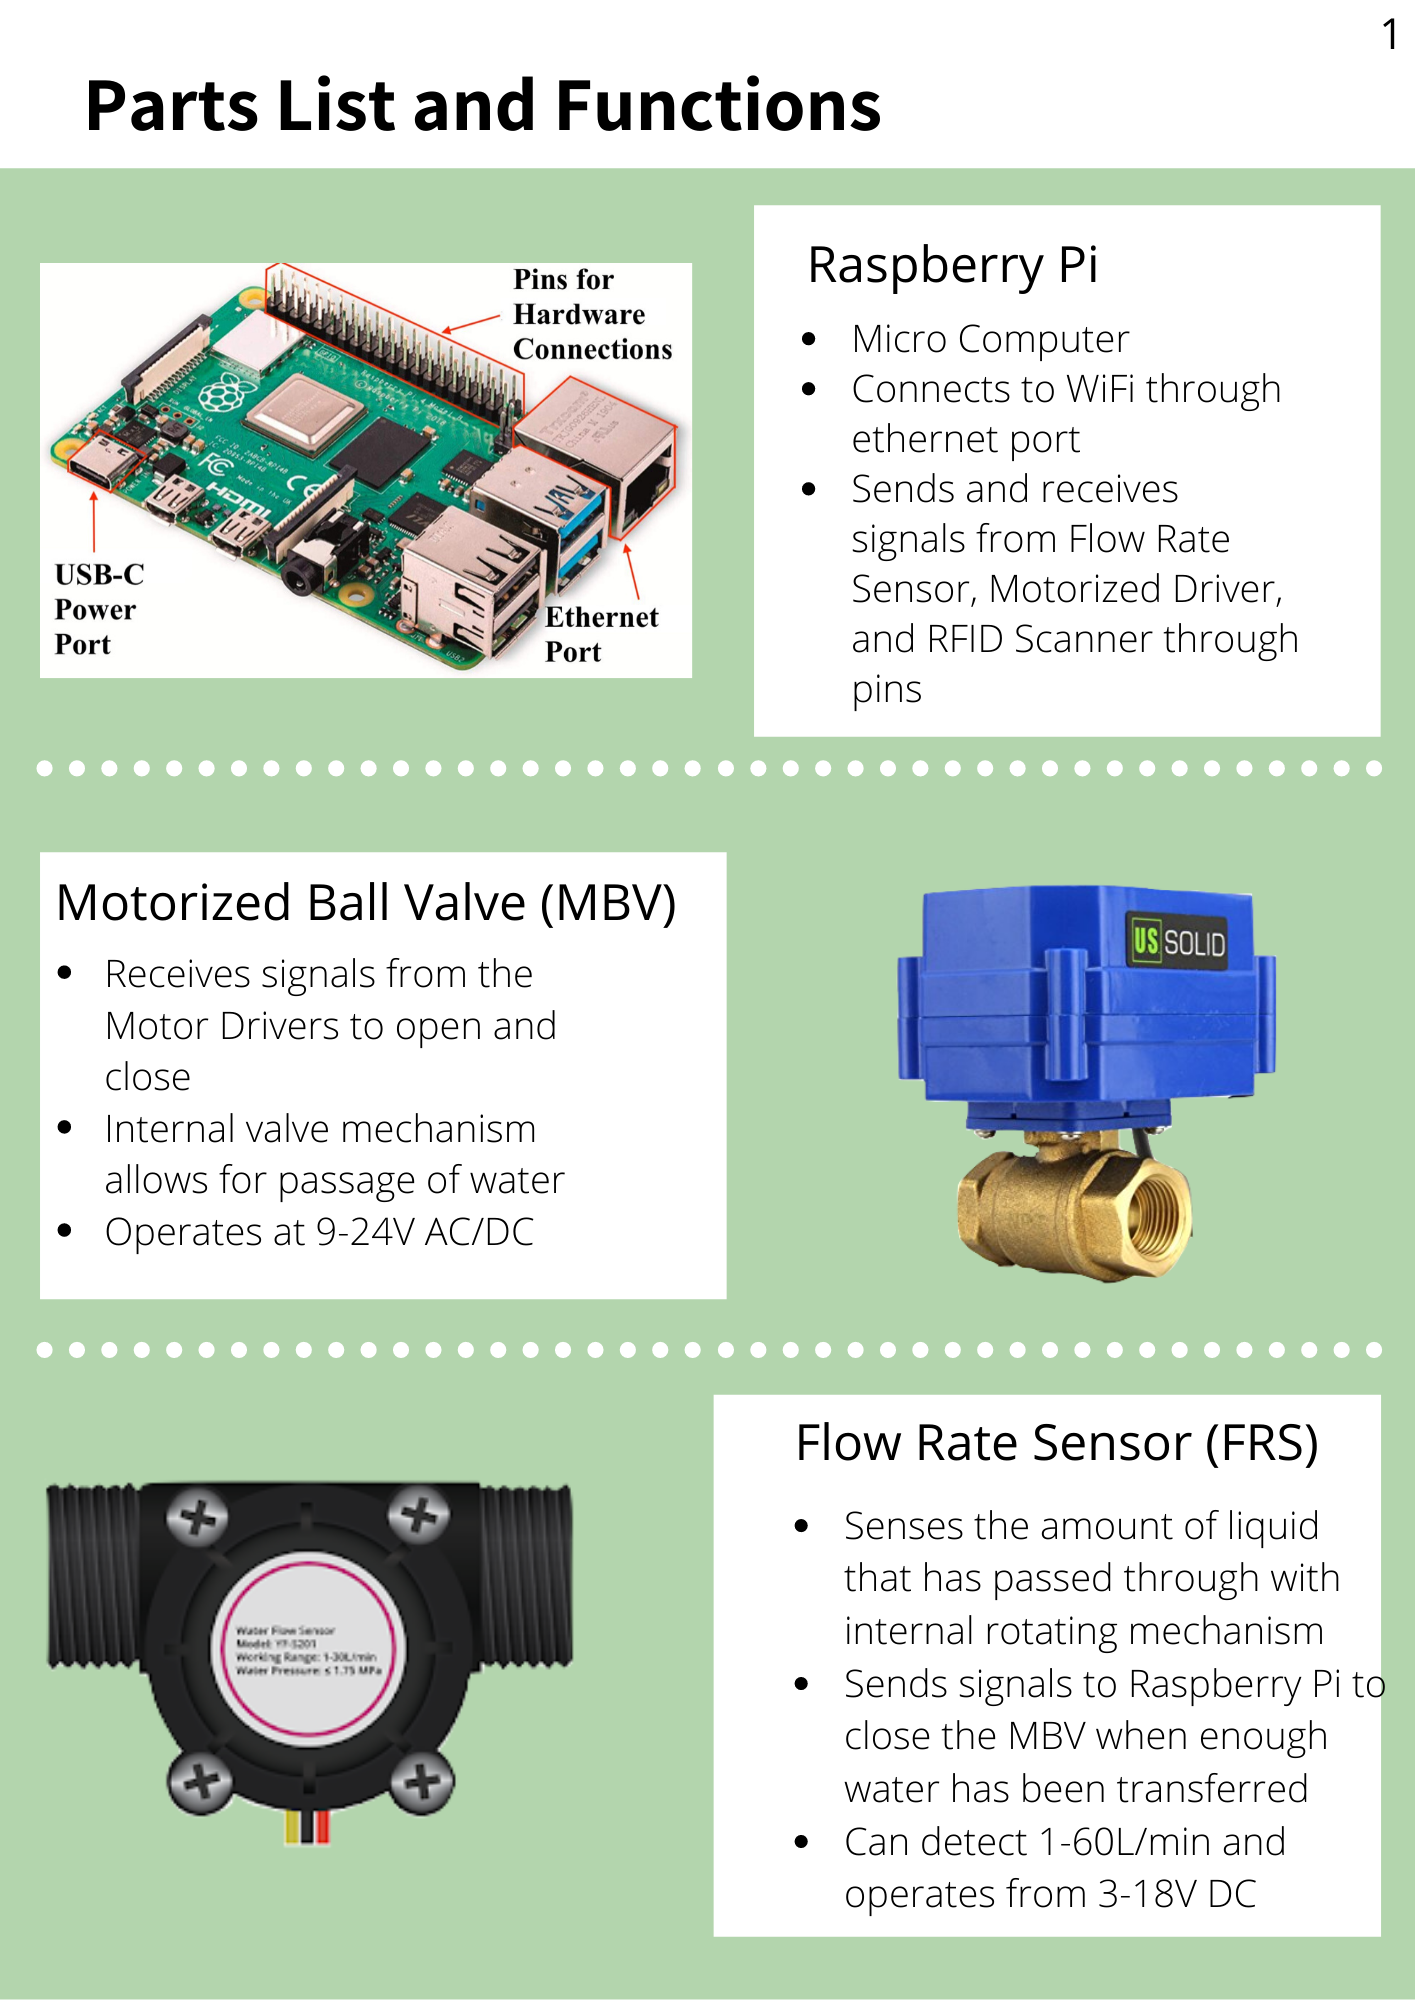 1
Parts List and Functions
Pins for
Hardware
Connections
USB-C
Power
Port
Ethernet
Port
HDMI
FC
CE
Raspberry Pi
• Micro Computer
• Connects to WiFi through
ethernet port
• Sends and receives
signals from Flow Rate
Sensor, Motorized Driver,
and RFID Scanner through
pins
Motorized Ball Valve (MBV)
• Receives signals from the
Motor Drivers to open and
close
• Internal valve mechanism
allows for passage of water
• Operates at 9-24V AC/DC
US SOLID
Water Flow Sensor
Model: YF-S201
Working Range: 1-30L/min
Water Pressure: ≤ 1.75 MPa
Flow Rate Sensor (FRS)
• Senses the amount of liquid
that has passed through with
internal rotating mechanism
• Sends signals to Raspberry Pi to
close the MBV when enough
water has been transferred
• Can detect 1-60L/min and
operates from 3-18V DC